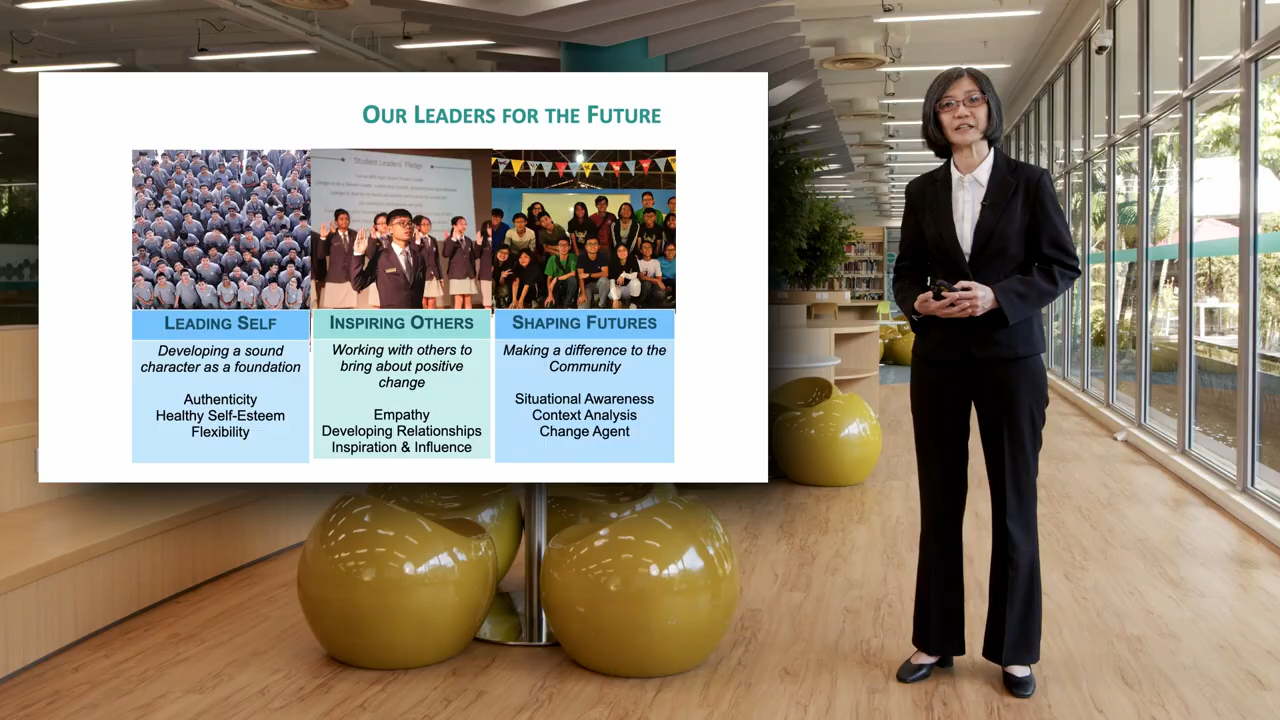 OUR LEADERS FOR THE FUTURE
'Student Leaders' Pledge'
LEADING SELF
Developing a sound
character as a foundation
Authenticity
Healthy Self-Esteem
Flexibility
INSPIRING OTHERS
Working with others to
bring about positive
change
Empathy
Developing Relationships
Inspiration & Influence
SHAPING FUTURES
Making a difference to the
Community
Situational Awareness
Context Analysis
Change Agent